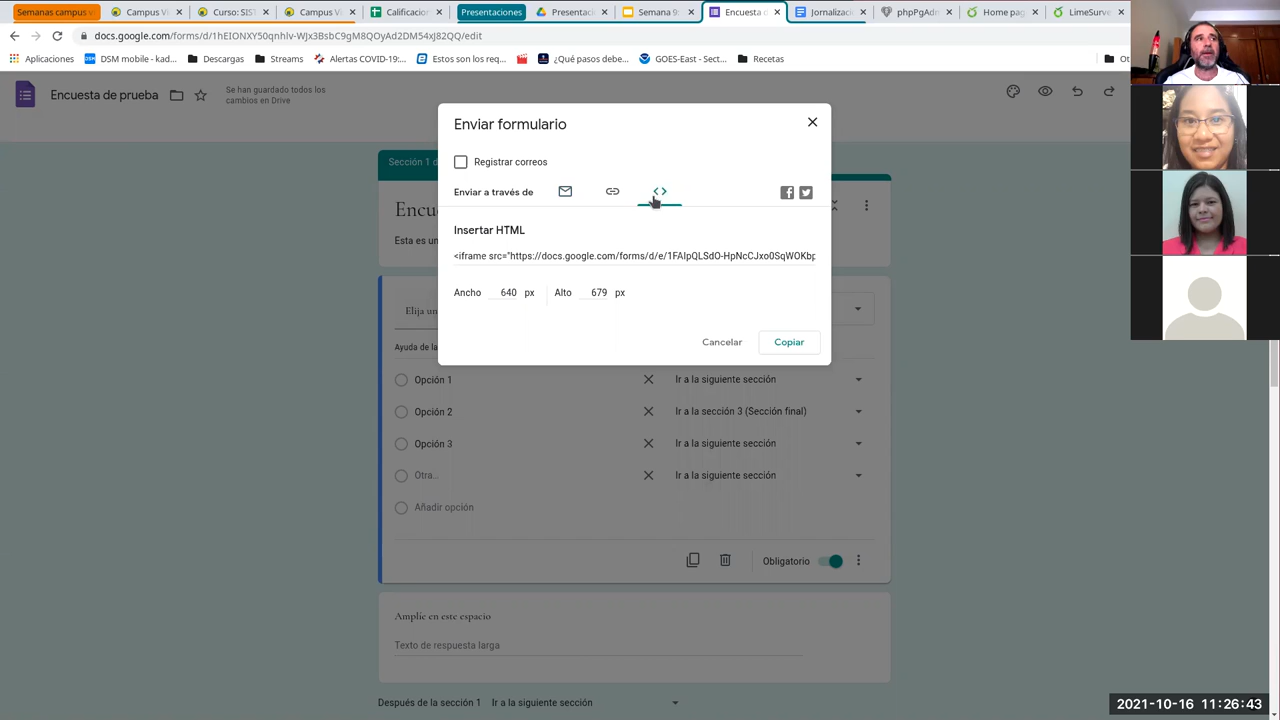 Semanas campus vi
Campus Vi
Curso: SIST
Campus Vi
Calificacion
Presentaciones
Presentaci
Semana 9:
Encuesta d
Jornalizaci
phpPgAdm
Home pag
LimeSurve
docs.google.com/forms/d/
/edit
Aplicaciones
DSM mobile - kad...
Descargas
Streams
Alertas COVID-19:...
Estos son los req...
¿Qué pasos debe...
GOES-East - Sect...
Recetas
Ot
Encuesta de prueba
Se han guardado todos los
cambios en Drive
Enviar formulario
Registrar correos
Enviar a través de
Insertar HTML
<iframe src="https://docs.google.com/forms/d/e/
Ancho 640 px Alto 679 px
Cancelar Copiar
Sección 1 d
Encue
Esta es un
Elija un
Ayuda de la
Opción 1 Ir a la siguiente sección
Opción 2 Ir a la sección 3 (Sección final)
Opción 3 Ir a la siguiente sección
Otra... Ir a la siguiente sección
Añadir opción
Obligatorio
Amplíe en este espacio
Texto de respuesta larga
Después de la sección 1 Ir a la siguiente sección
2021-10-16 11:26:43